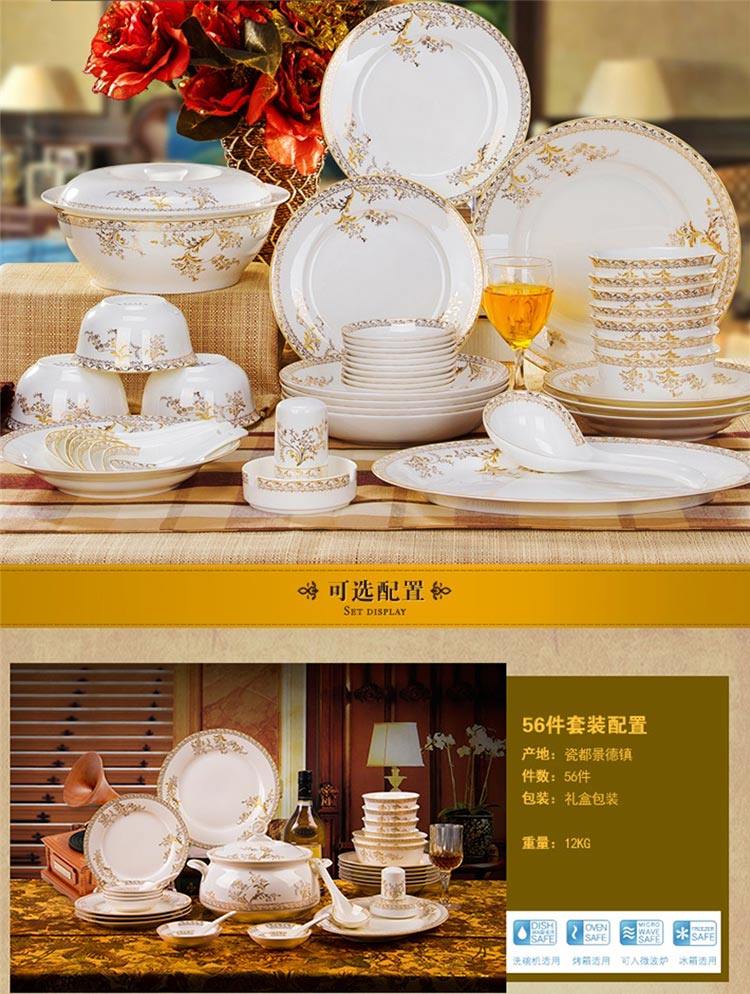 可选配置
SET DISPLAY
56件套装配置
产地：瓷都景德镇
件数：56件
包装：礼盒包装
重量：12KG
DISH
SAFE
OVEN
SAFE
MICRO
WAVE
SAFE
FREEZER
SAFE
洗碗机适用
烤箱适用
可入微波炉
冰箱适用